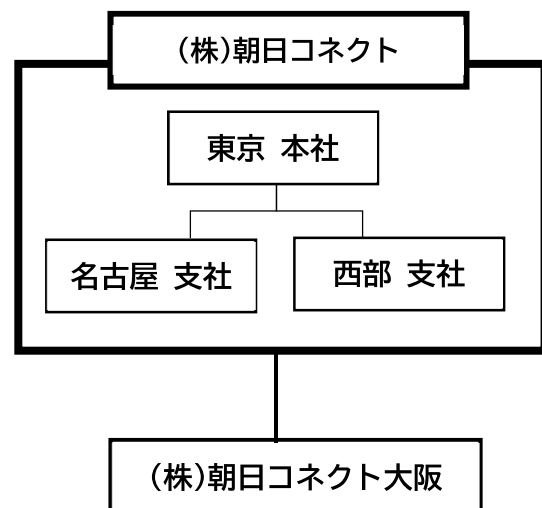 (株)朝日コネクト
東京 本社
名古屋 支社
西部 支社
(株)朝日コネクト大阪